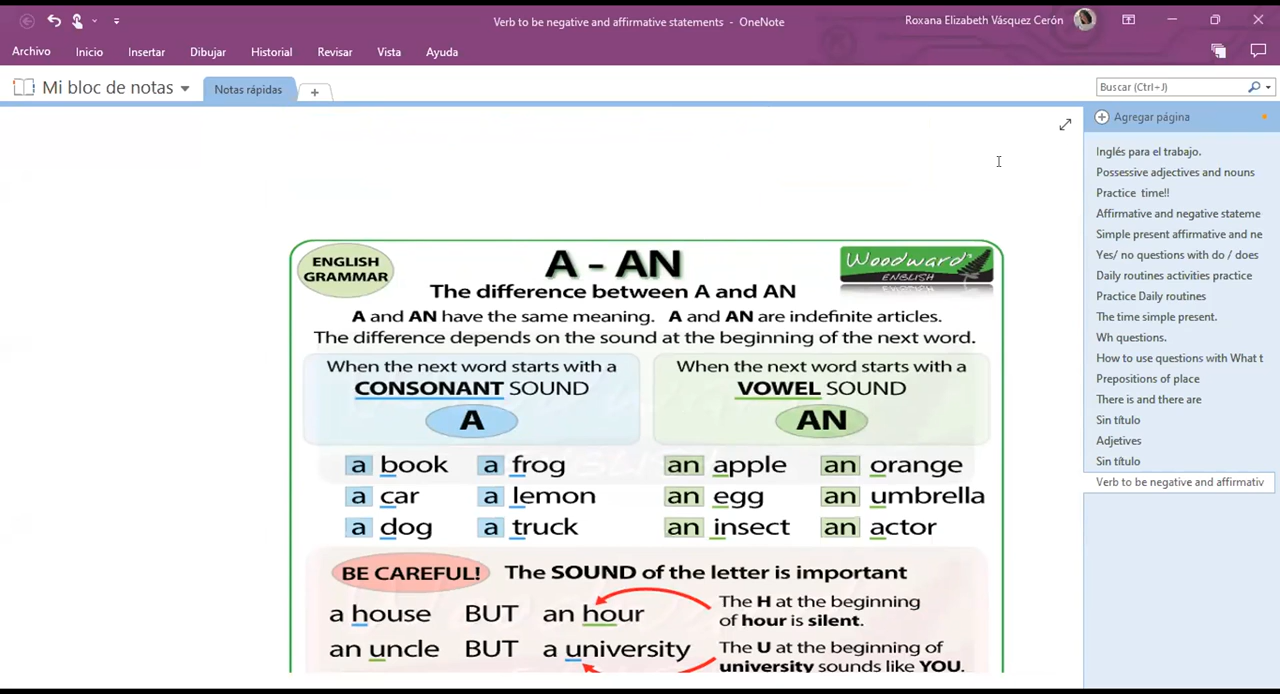 Verb to be negative and affirmative statements - OneNote
Roxana Elizabeth Vásquez Cerón
Archivo Inicio Insertar Dibujar Historial Revisar Vista Ayuda
Mi bloc de notas Notas rápidas +
Buscar (Ctrl+J)
Agregar página
Inglés para el trabajo.
Possessive adjectives and nouns
Practice time!!
Affirmative and negative stateme
Simple present affirmative and ne
Yes/ no questions with do / does
Daily routines activities practice
Practice Daily routines
The time simple present.
Wh questions.
How to use questions with What t
Prepositions of place
There is and there are
Sin título
Adjetives
Sin título
Verb to be negative and affirmativ
ENGLISH
GRAMMAR
A - AN
Woodward
ENGLISH
The difference between A and AN
A and AN have the same meaning. A and AN are indefinite articles.
The difference depends on the sound at the beginning of the next word.
When the next word starts with a
CONSONANT SOUND
A
When the next word starts with a
VOWEL SOUND
AN
a book a frog an apple an orange
a car a lemon an egg an umbrella
a dog a truck an insect an actor
BE CAREFUL! The SOUND of the letter is important
a house BUT an hour
The H at the beginning
of hour is silent.
an uncle BUT a university
The U at the beginning of
university sounds like YOU.